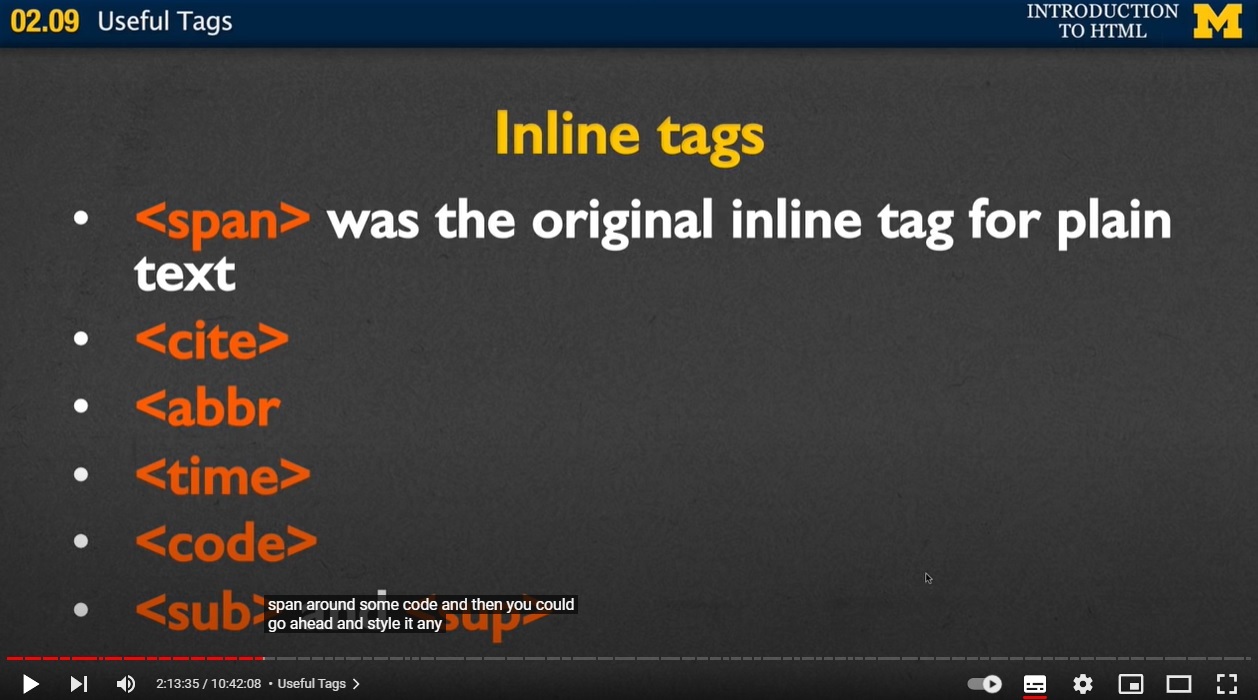 02.09 Useful Tags
INTRODUCTION
TO HTML
M
Inline tags
• <span> was the original inline tag for plain
text
• <cite>
• <abbr
• <time>
• <code>
• <sub> and <sup>
span around some code and then you could
go ahead and style it any
2:13:35 / 10:42:08 • Useful Tags >